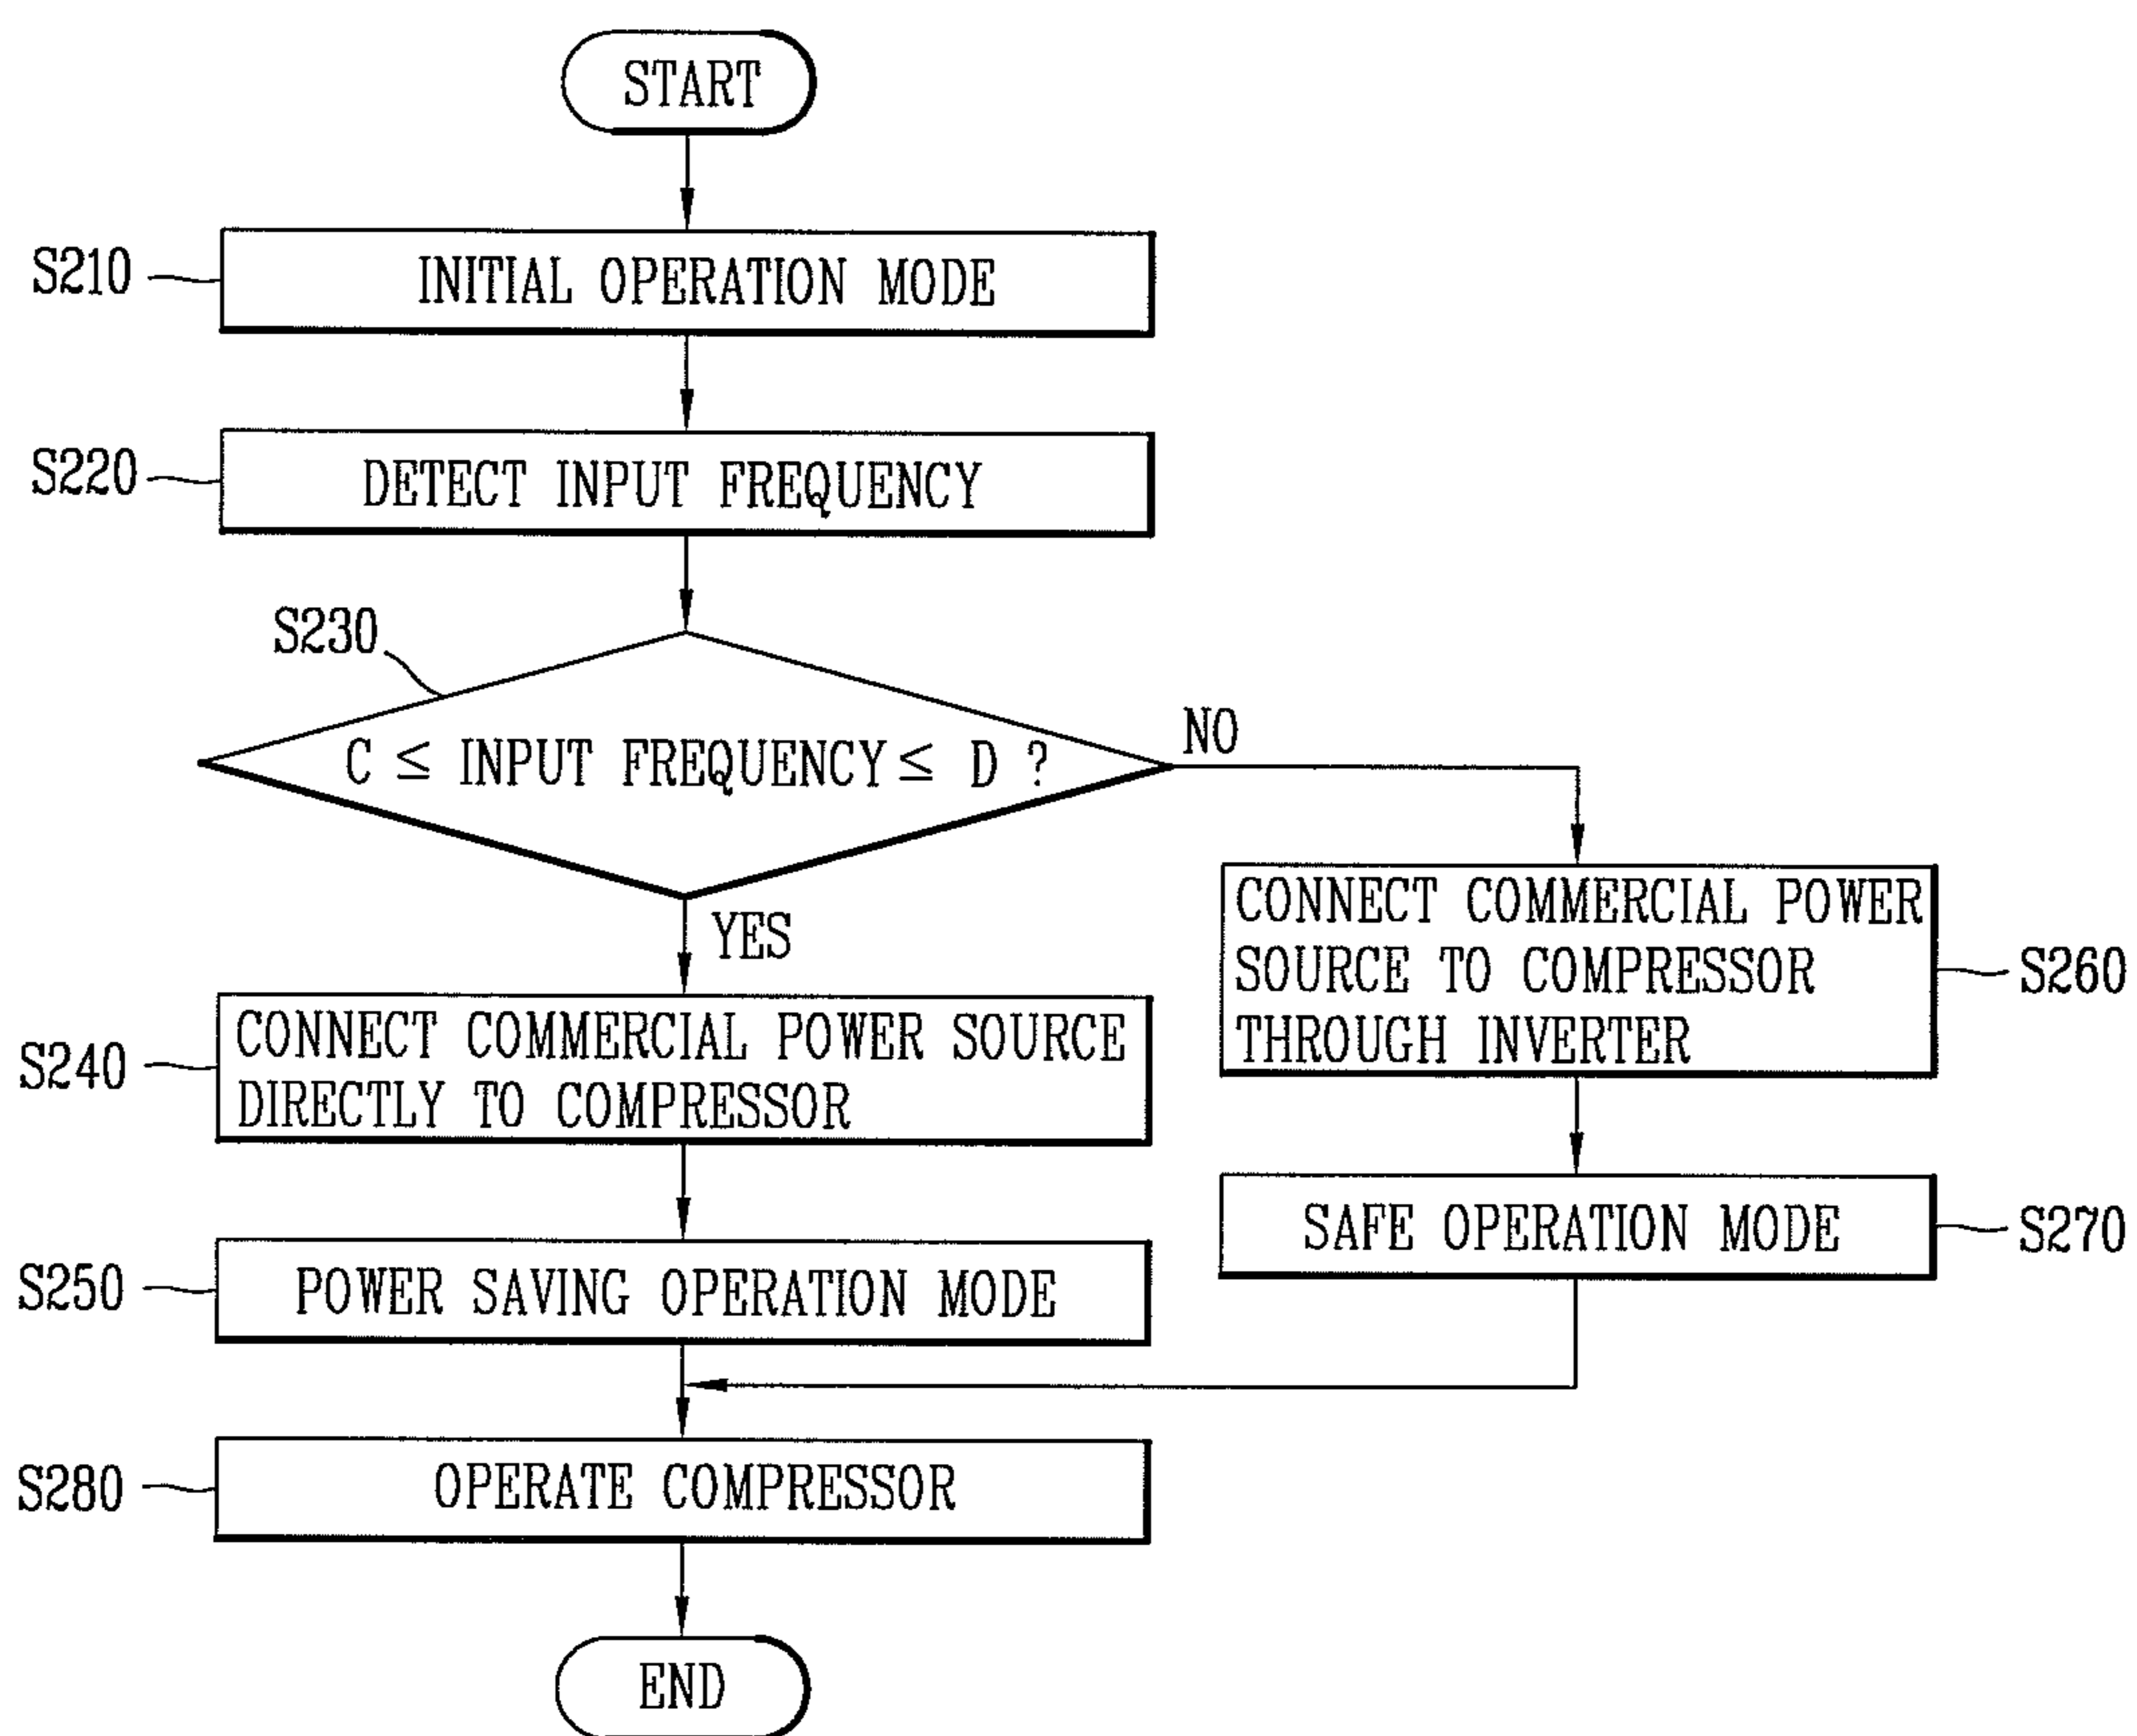 START
S210
INITIAL OPERATION MODE
S220
DETECT INPUT FREQUENCY
S230
C ≤ INPUT FREQUENCY ≤ D ?
NO
YES
CONNECT COMMERCIAL POWER
SOURCE TO COMPRESSOR
THROUGH INVERTER
S260
S240
CONNECT COMMERCIAL POWER SOURCE
DIRECTLY TO COMPRESSOR
SAFE OPERATION MODE
S270
S250
POWER SAVING OPERATION MODE
S280
OPERATE COMPRESSOR
END